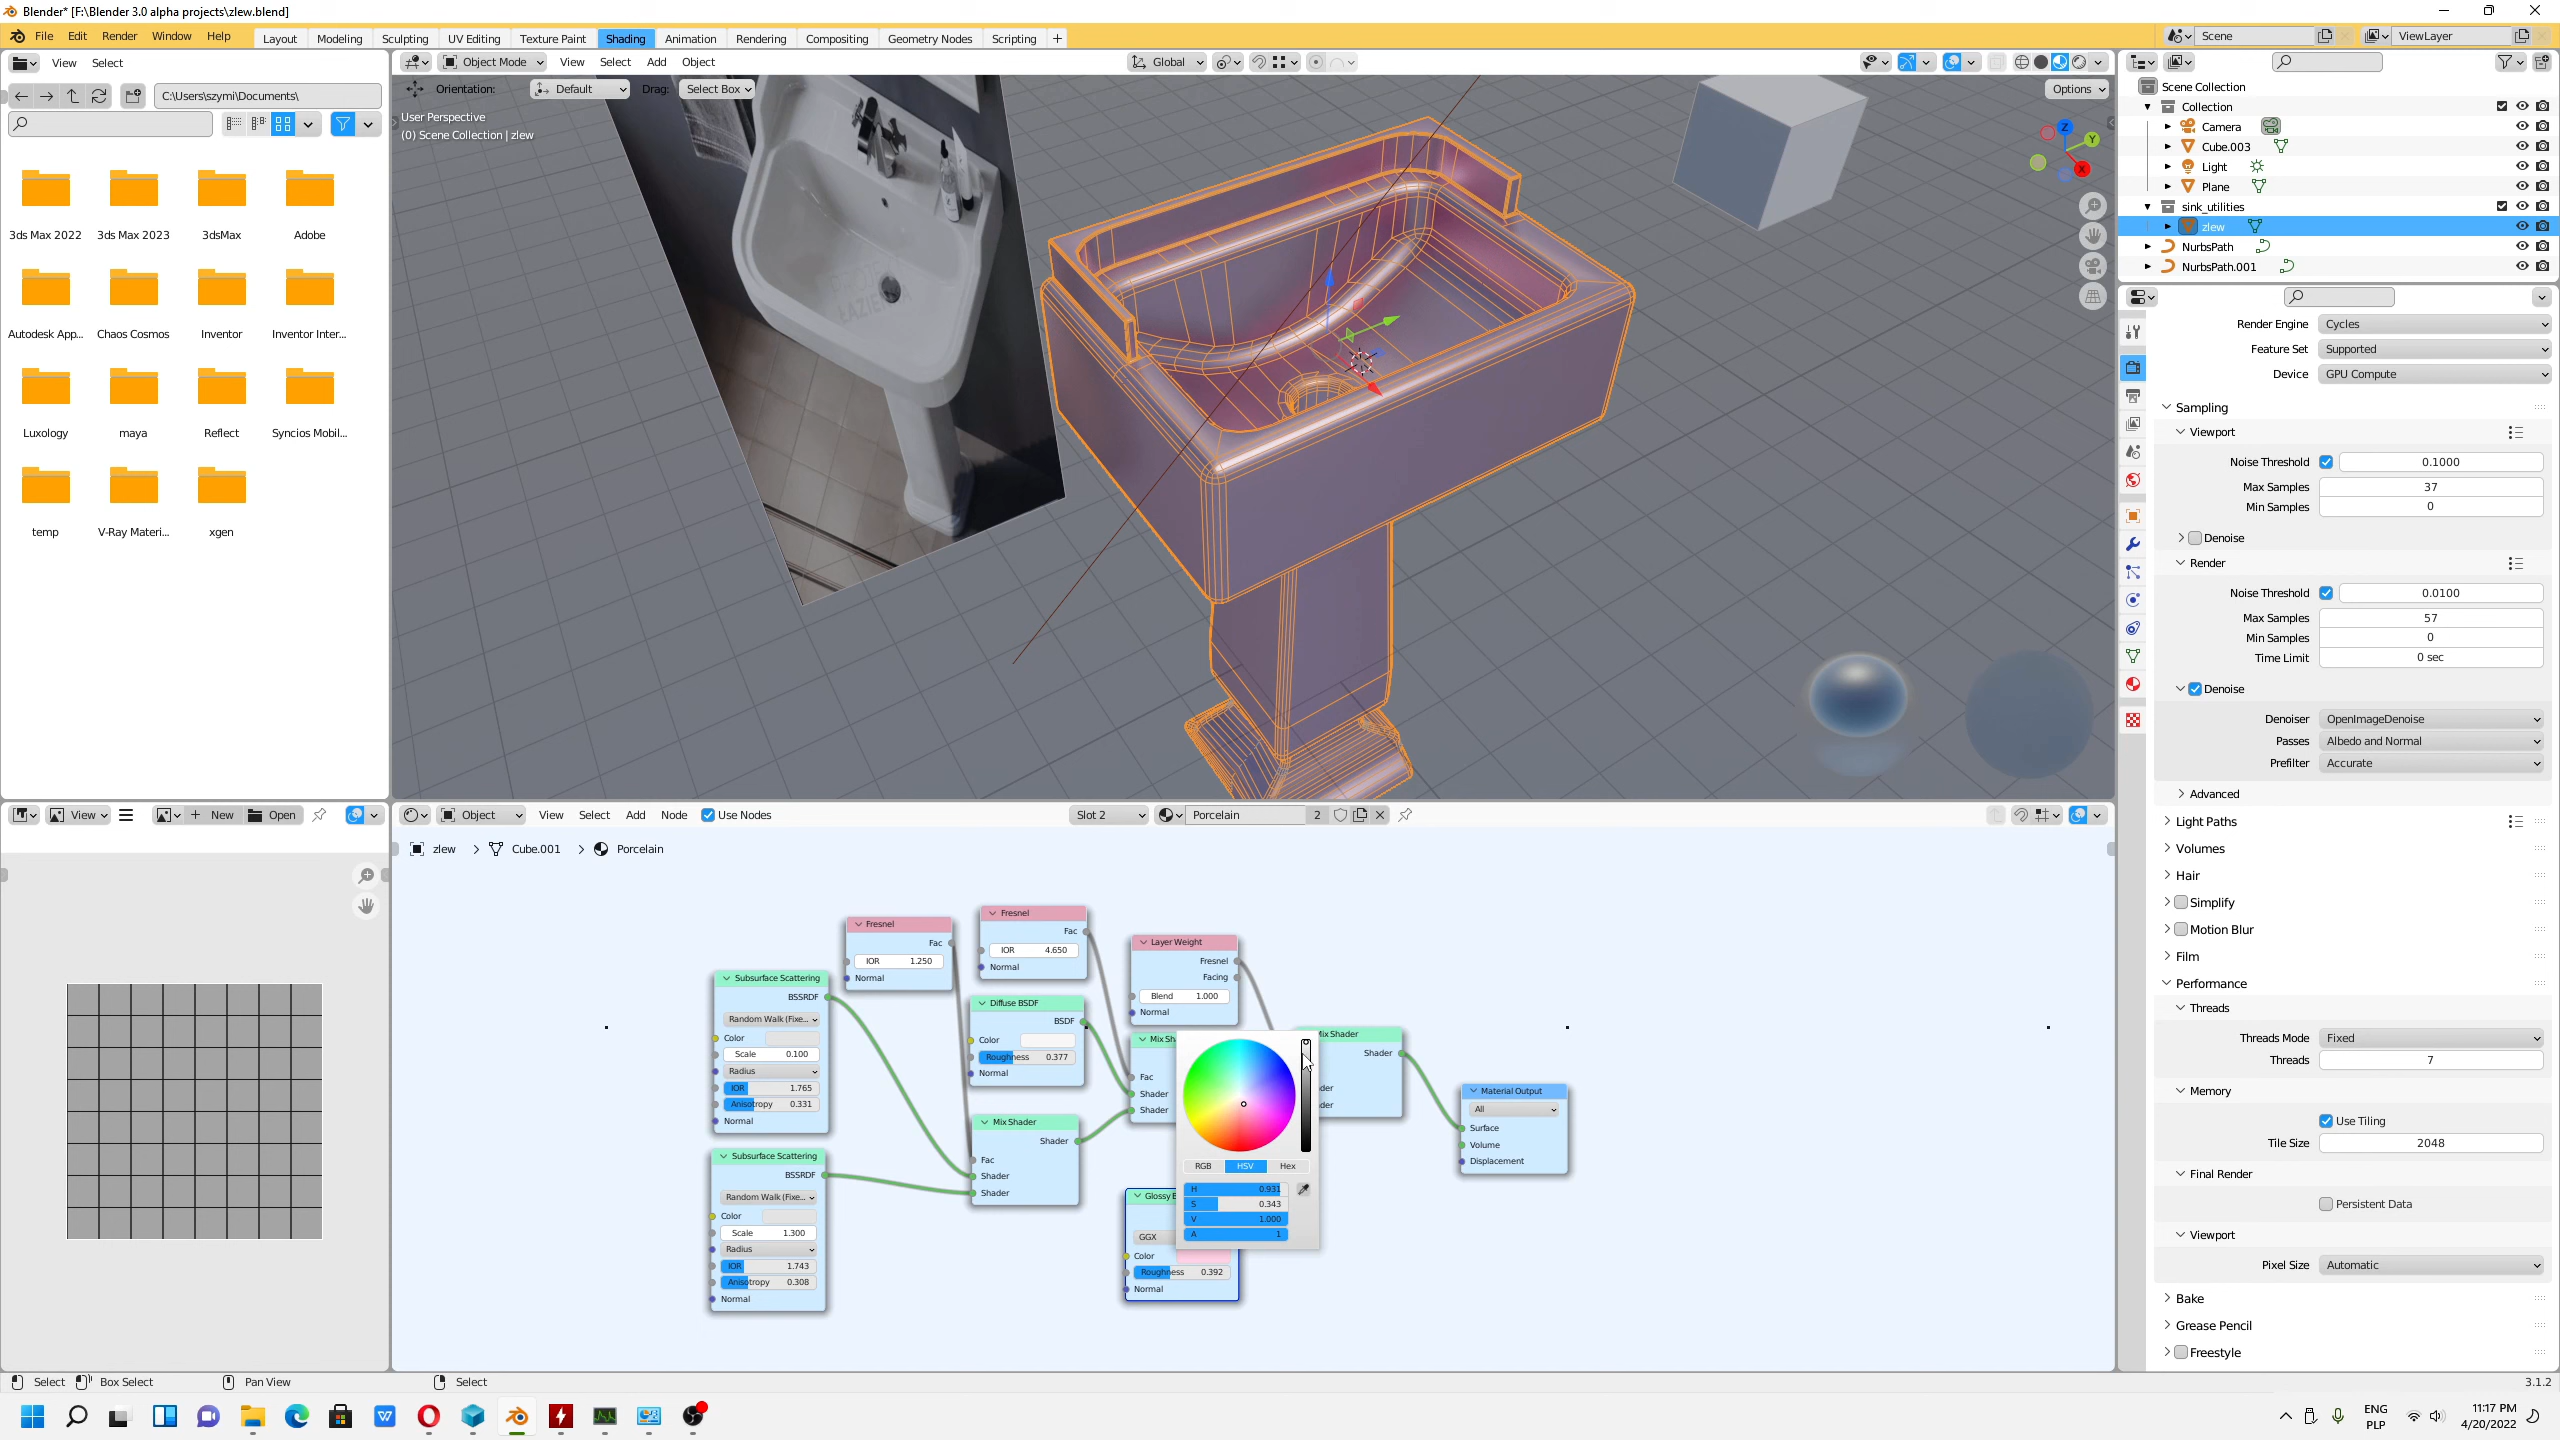 Blender* [F:\Blender 3.0 alpha projects\zlew.blend]
File Edit Render Window Help Layout Modeling Sculpting UV Editing Texture Paint Shading Animation Rendering Compositing Geometry Nodes Scripting + Scene ViewLayer
View Select
C:\Users\szymi\Documents\
3ds Max 2022 3ds Max 2023 3dsMax Adobe
Autodesk App... Chaos Cosmos Inventor Inventor Inter...
Luxology maya Reflect Syncios Mobil...
temp V-Ray Materi... xgen
Object Mode View Select Add Object Global
Orientation: Default Drag: Select Box Options
User Perspective
(0) Scene Collection | zlew
Z
Y
X
Scene Collection
Collection
Camera
Cube.003
Light
Plane
sink_utilities
zlew
NurbsPath
NurbsPath.001
Render Engine Cycles
Feature Set Supported
Device GPU Compute
Sampling
Viewport
Noise Threshold 0.1000
Max Samples 37
Min Samples 0
Denoise
Render
Noise Threshold 0.0100
Max Samples 57
Min Samples 0
Time Limit 0 sec
Denoise
Denoiser OpenImageDenoise
Passes Albedo and Normal
Prefilter Accurate
Advanced
Light Paths
Volumes
Hair
Simplify
Motion Blur
Film
Performance
Threads
Threads Mode Fixed
Threads 7
Memory
Use Tiling
Tile Size 2048
Final Render
Persistent Data
Viewport
Pixel Size Automatic
Bake
Grease Pencil
Freestyle
View New Open
Object View Select Add Node Use Nodes Slot 2 Porcelain 2
zlew > Cube.001 > Porcelain
Subsurface Scattering
BSSRDF
Random Walk (Fixe...
Color
Scale 0.100
Radius
IOR 1.765
Anisotropy 0.331
Normal
Subsurface Scattering
BSSRDF
Random Walk (Fixe...
Color
Scale 1.300
Radius
IOR 1.743
Anisotropy 0.308
Normal
Fresnel
Fac
IOR 1.250
Normal
Fresnel
Fac
IOR 4.650
Normal
Diffuse BSDF
BSDF
Color
Roughness 0.377
Normal
Mix Shader
Shader
Fac
Shader
Shader
Layer Weight
Fresnel
Facing
Blend 1.000
Normal
Mix Sh
Fac
Shader
Shader
Glossy B
GGX
Color
Roughness 0.392
Normal
RGB HSV Hex
H 0.931
S 0.343
V 1.000
A 1
Mix Shader
Shader
der
der
Material Output
All
Surface
Volume
Displacement
Select Box Select Pan View Select 3.1.2
ENG
PLP
11:17 PM
4/20/2022